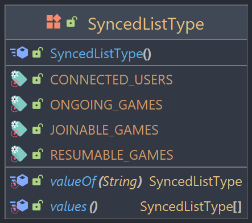 SyncedListType
SyncedListType()
CONNECTED_USERS
ONGOING_GAMES
JOINABLE_GAMES
RESUMABLE_GAMES
valueOf(String) SyncedListType
values() SyncedListType[]